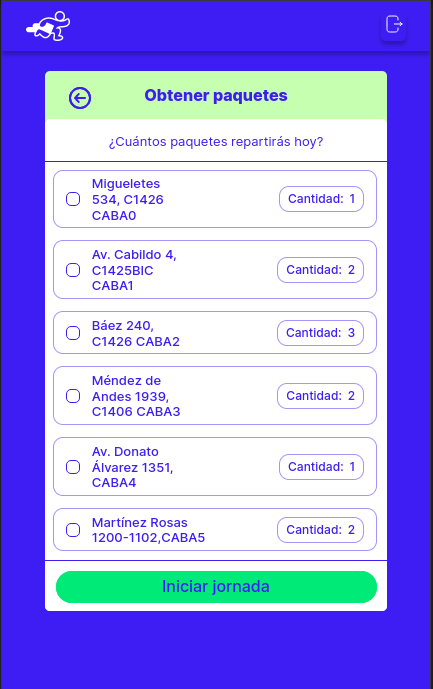 Obtener paquetes
¿Cuántos paquetes repartirás hoy?
Migueletes
534, C1426
CABA0
Cantidad: 1
Av. Cabildo 4,
C1425BIC
CABA1
Cantidad: 2
Báez 240,
C1426 CABA2
Cantidad: 3
Méndez de
Andes 1939,
C1406 CABA3
Cantidad: 2
Av. Donato
Álvarez 1351,
CABA4
Cantidad: 1
Martínez Rosas
1200-1102,CABA5
Cantidad: 2
Iniciar jornada